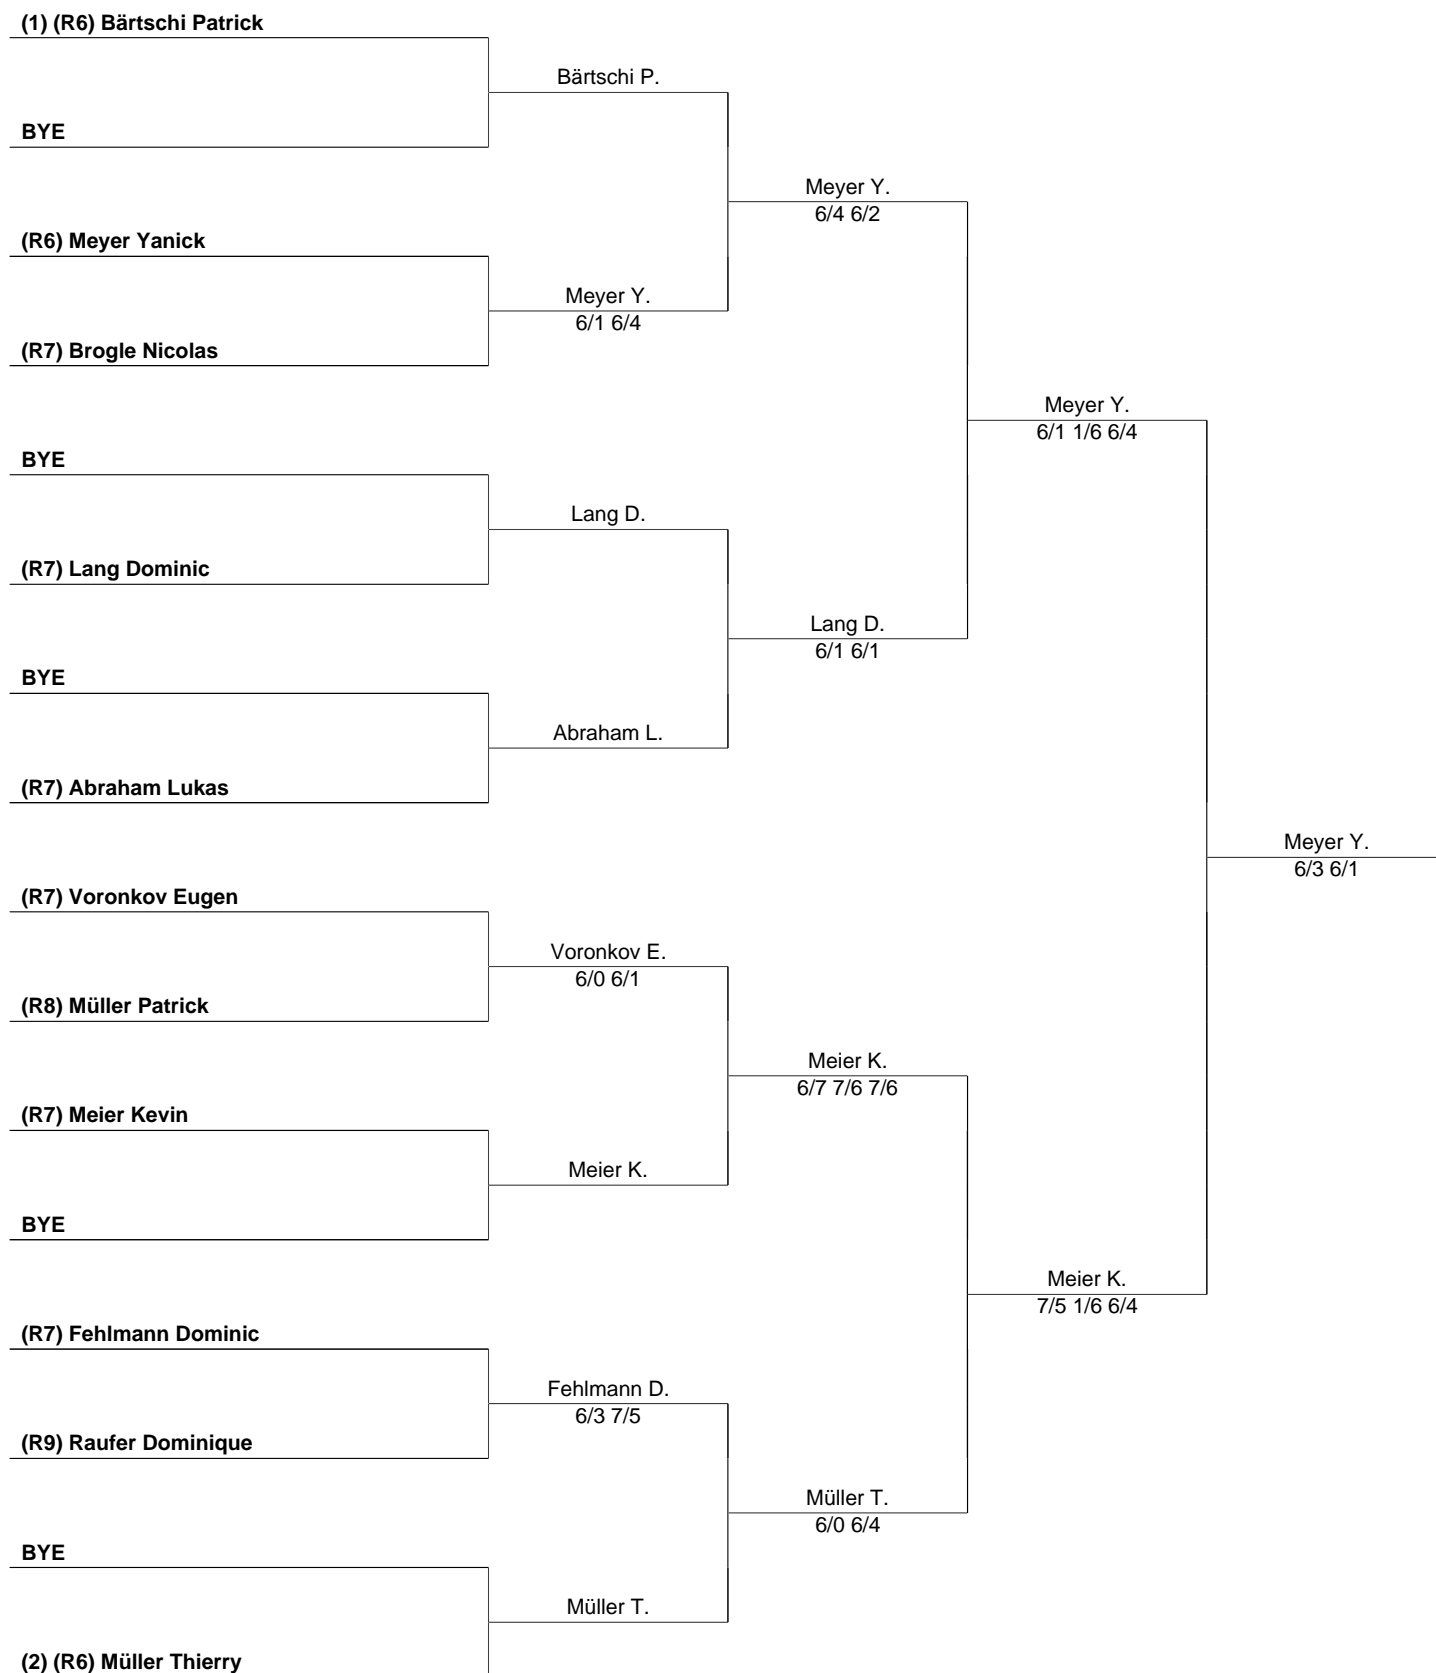 (1) (R6) Bärtschi Patrick
Bärtschi P.
BYE
Meyer Y.
6/4 6/2
(R6) Meyer Yanick
Meyer Y.
6/1 6/4
(R7) Brogle Nicolas
Meyer Y.
6/1 1/6 6/4
BYE
Lang D.
(R7) Lang Dominic
Lang D.
6/1 6/1
BYE
Abraham L.
(R7) Abraham Lukas
Meyer Y.
6/3 6/1
(R7) Voronkov Eugen
Voronkov E.
6/0 6/1
(R8) Müller Patrick
Meier K.
6/7 7/6 7/6
(R7) Meier Kevin
Meier K.
BYE
Meier K.
7/5 1/6 6/4
(R7) Fehlmann Dominic
Fehlmann D.
6/3 7/5
(R9) Raufer Dominique
Müller T.
6/0 6/4
BYE
Müller T.
(2) (R6) Müller Thierry